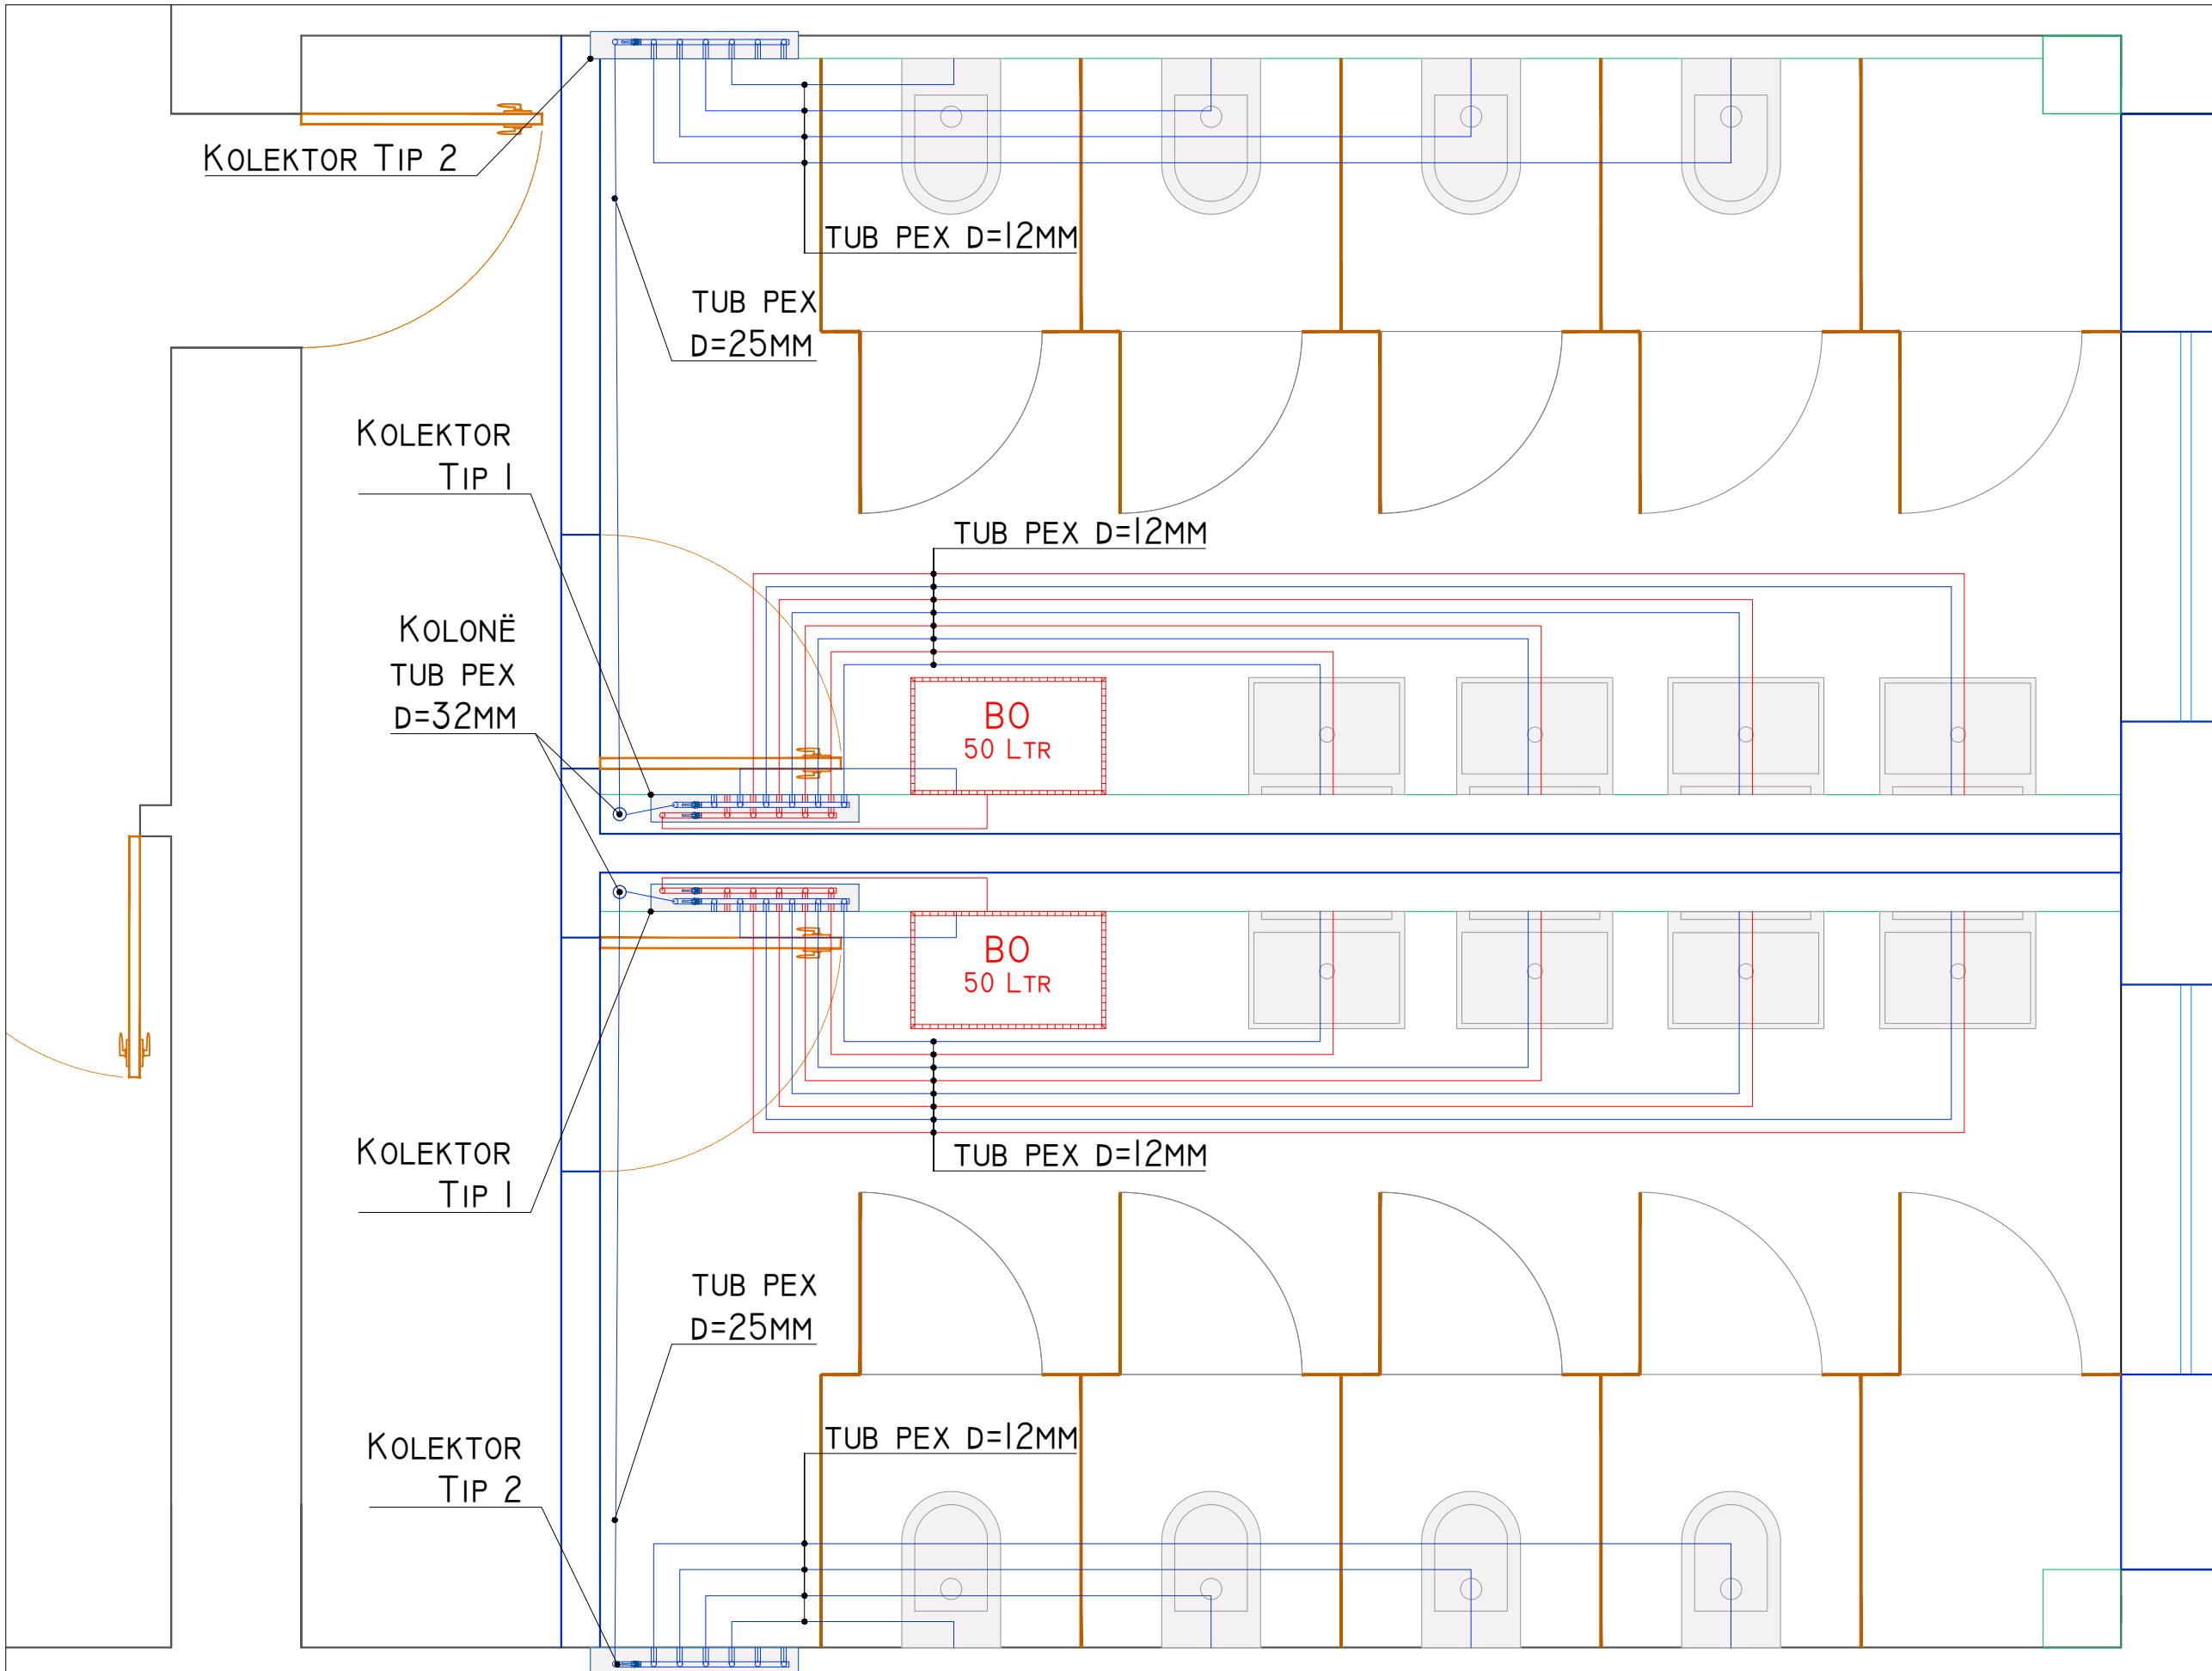 Kolektor Tip 2
tub pex d=12mm
tub pex
d=25mm
Kolektor
Tip 1
tub pex d=12mm
Kolonë
tub pex
d=32mm
BO
50 Ltr
BO
50 Ltr
Kolektor
Tip 1
tub pex d=12mm
tub pex
d=25mm
Kolektor
Tip 2
tub pex d=12mm